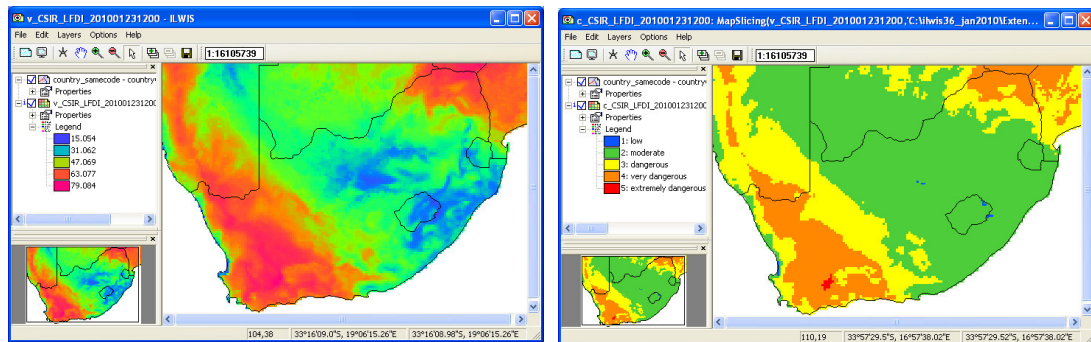 v_CSIR_LFDI_201001231200 - ILWIS
File Edit Layers Options Help
1:16105739
country_samecode - country
Properties
v_CSIR_LFDI_201001231200
Properties
Legend
15.054
31.062
47.069
63.077
79.084
104,38 33°16'09.0"S, 19°06'15.26"E 33°16'08.98"S, 19°06'15.26"E
c_CSIR_LFDI_201001231200: MapSlicing(v_CSIR_LFDI_201001231200,'C:\ilwis36_jan2010\Exten...
File Edit Layers Options Help
1:16105739
country_samecode - country
Properties
c_CSIR_LFDI_201001231200
Properties
Legend
1: low
2: moderate
3: dangerous
4: very dangerous
5: extremely dangerous
110,19 33°57'29.5"S, 16°57'38.02"E 33°57'29.52"S, 16°57'38.02"E